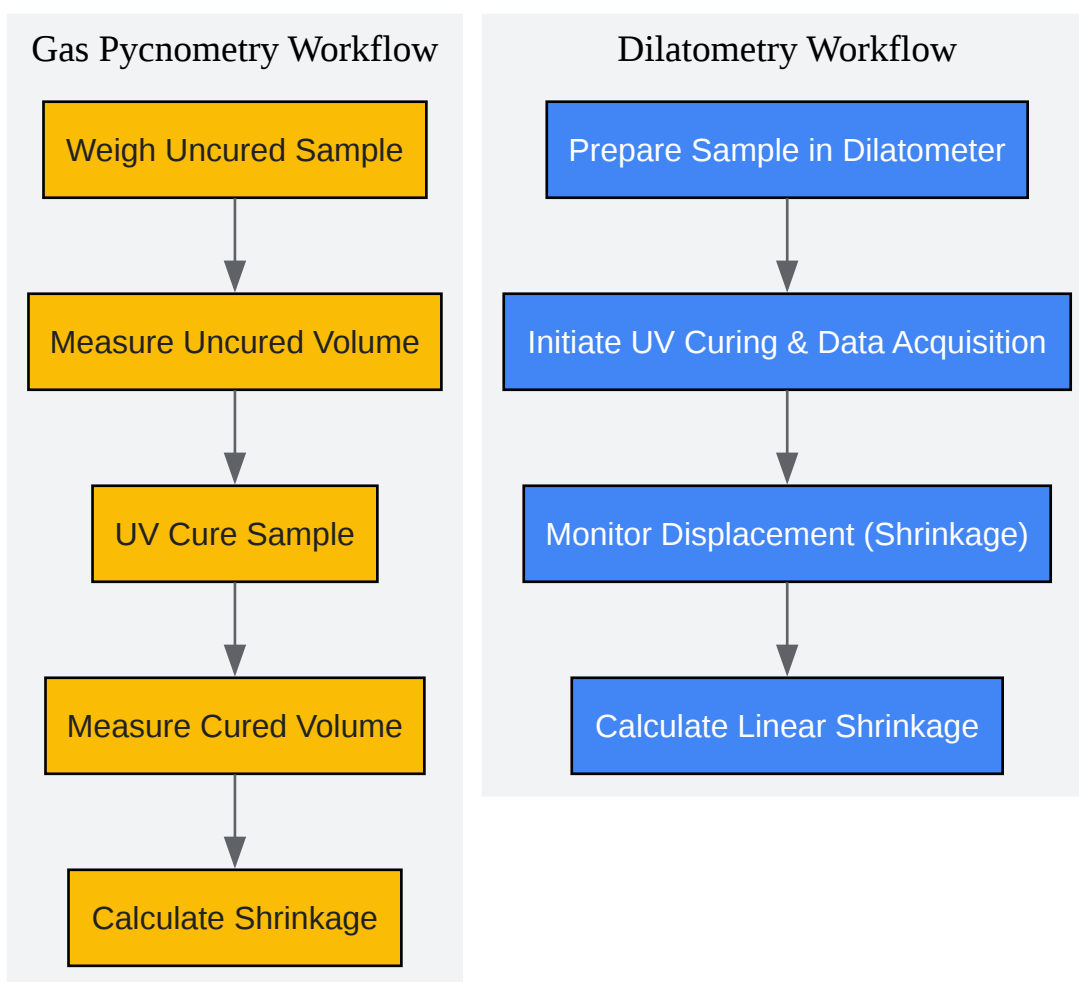 Gas Pycnometry Workflow
Weigh Uncured Sample
Measure Uncured Volume
UV Cure Sample
Measure Cured Volume
Calculate Shrinkage
Dilatometry Workflow
Prepare Sample in Dilatometer
Initiate UV Curing & Data Acquisition
Monitor Displacement (Shrinkage)
Calculate Linear Shrinkage